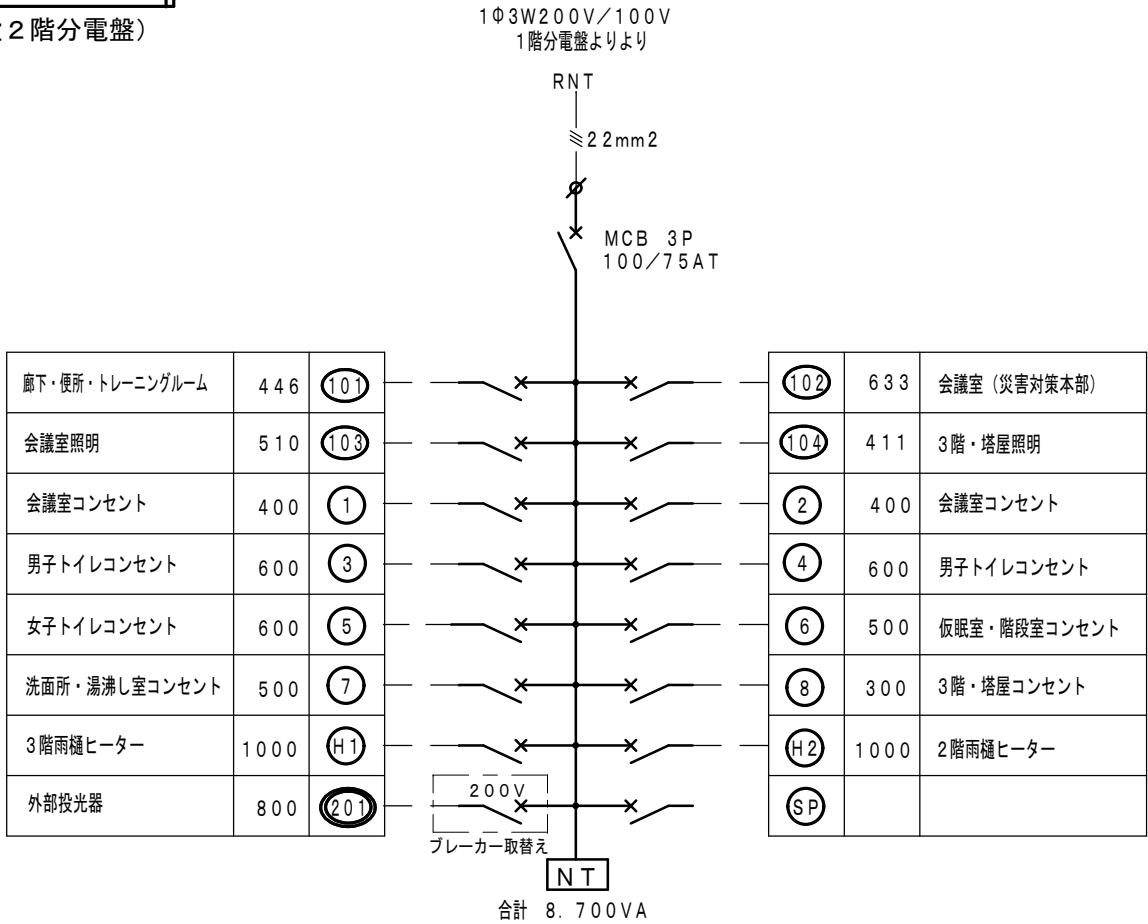 ２階分電盤）
1Φ3W200V／100V
1階分電盤よりより
RNT
22mm2
MCB 3P
100／75AT
廊下・便所・トレーニングルーム 446 101
102 633 会議室（災害対策本部）
会議室照明 510 103
104 411 3階・塔屋照明
会議室コンセント 400 1
2 400 会議室コンセント
男子トイレコンセント 600 3
4 600 男子トイレコンセント
女子トイレコンセント 600 5
6 500 仮眠室・階段室コンセント
洗面所・湯沸し室コンセント 500 7
8 300 3階・塔屋コンセント
3階雨樋ヒーター 1000 H1
H2 1000 2階雨樋ヒーター
外部投光器 800 201
200V
SP
ブレーカー取替え
NT
合計 8.700VA